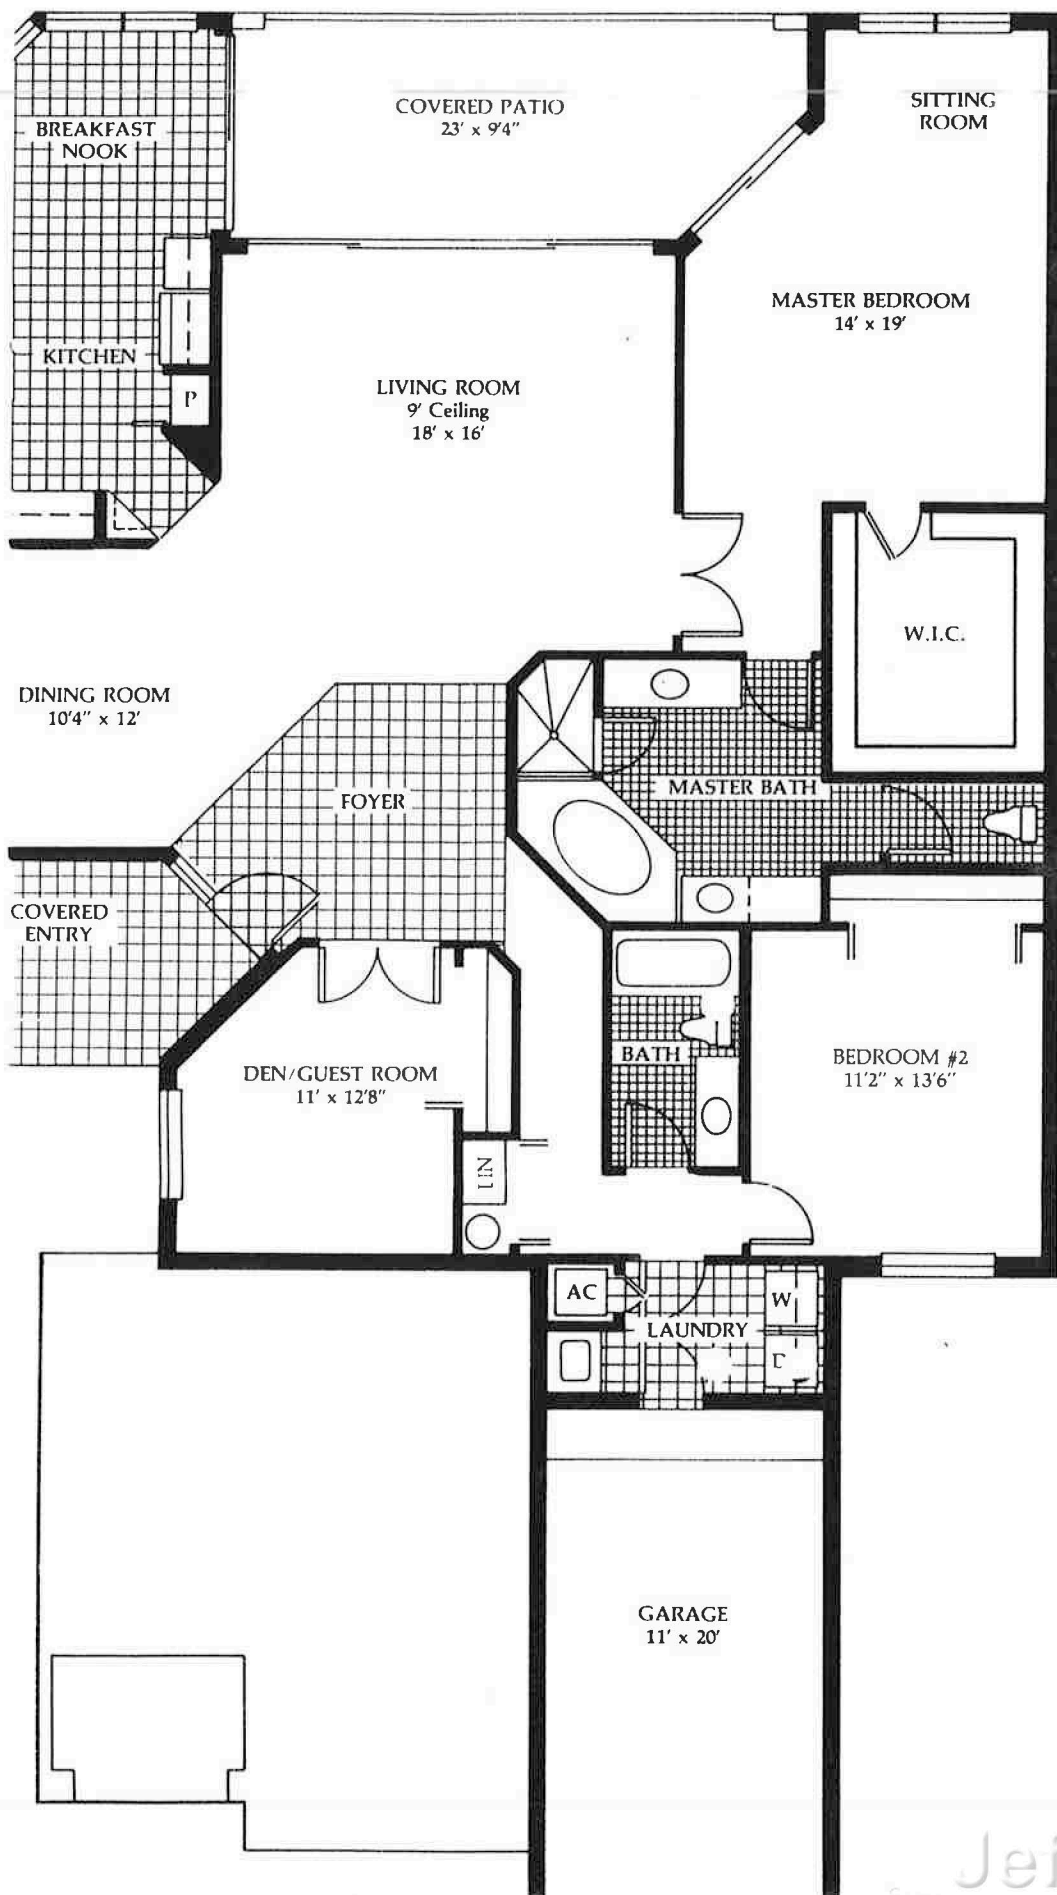 COVERED PATIO
23' x 9'4"
SITTING
ROOM
BREAKFAST
NOOK
MASTER BEDROOM
14' x 19'
KITCHEN
P
LIVING ROOM
9' Ceiling
18' x 16'
W.I.C.
DINING ROOM
10'4" x 12'
FOYER
MASTER BATH
COVERED
ENTRY
DEN/GUEST ROOM
11' x 12'8"
BATH
BEDROOM #2
11'2" x 13'6"
LIN
AC
W
LAUNDRY
D
GARAGE
11' x 20'